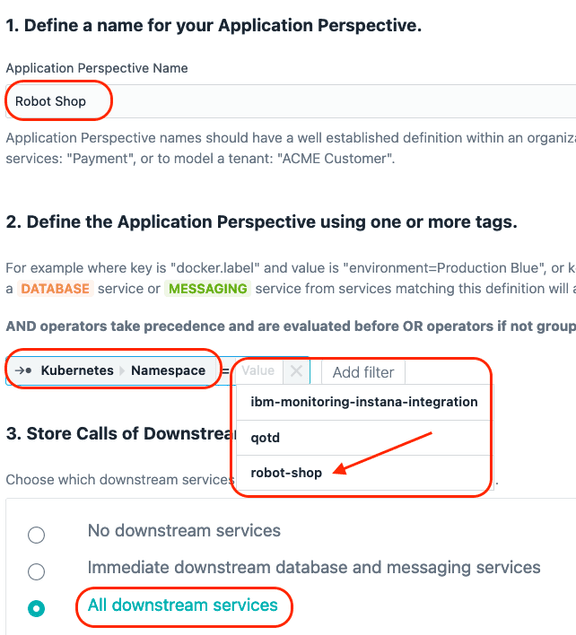 1. Define a name for your Application Perspective.
Application Perspective Name
Robot Shop
Application Perspective names should have a well established definition within an
services: "Payment", or to model a tenant: "ACME Customer".
2. Define the Application Perspective using one or more tags.
For example where key is "docker.label" and value is "environment=Production Blue", or
a DATABASE service or MESSAGING service from services matching this definition will
AND operators take precedence and are evaluated before OR operators if not
Kubernetes Namespace = Value Add filter
ibm-monitoring-instana-integration
3. Store Calls of
qotd
robot-shop
Choose which downstream services .
No downstream services
Immediate downstream database and messaging services
All downstream services